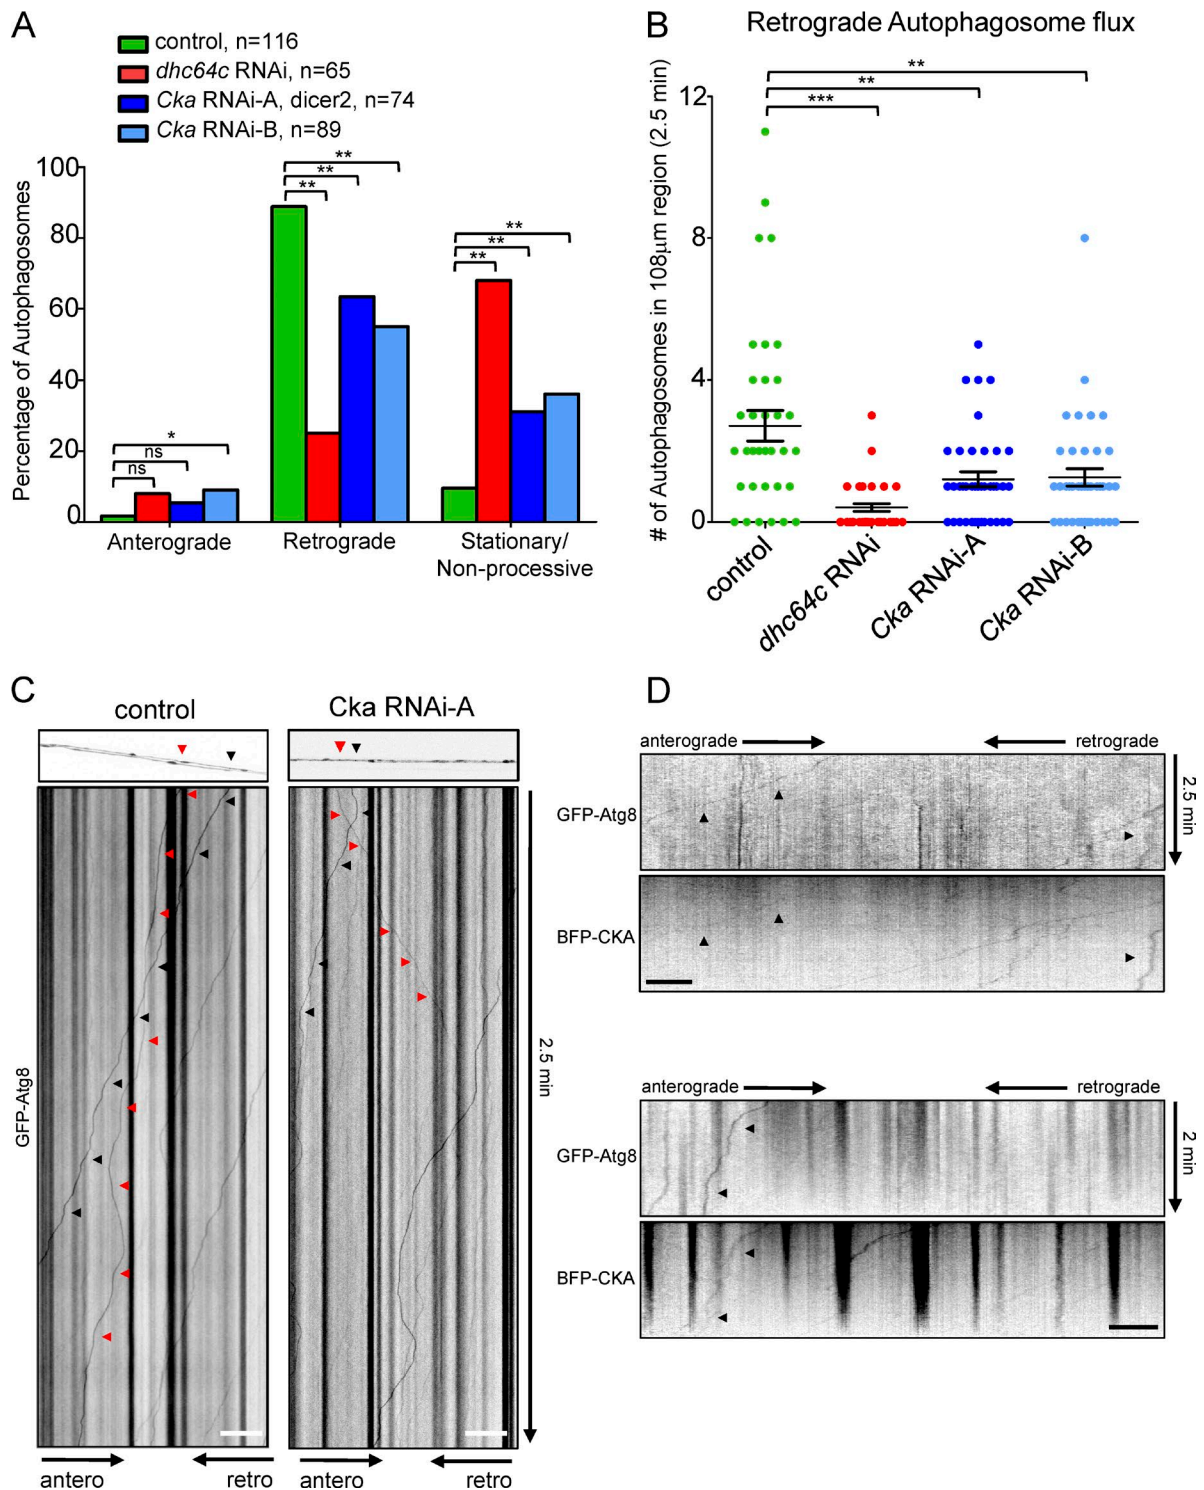 A
control, n=116
dhc64c RNAi, n=65
Cka RNAi-A, dicer2, n=74
Cka RNAi-B, n=89
Percentage of Autophagosomes
100
80
60
40
20
0
ns
ns
*
**
**
**
**
**
**
Anterograde
Retrograde
Stationary/
Non-processive
B
Retrograde Autophagosome flux
# of Autophagosomes in 108µm region (2.5 min)
12
8
4
0
**
**
***
control
dhc64c RNAi
Cka RNAi-A
Cka RNAi-B
C
control
Cka RNAi-A
GFP-Atg8
2.5 min
antero
retro
antero
retro
D
anterograde
retrograde
GFP-Atg8
2.5 min
BFP-CKA
anterograde
retrograde
GFP-Atg8
2 min
BFP-CKA